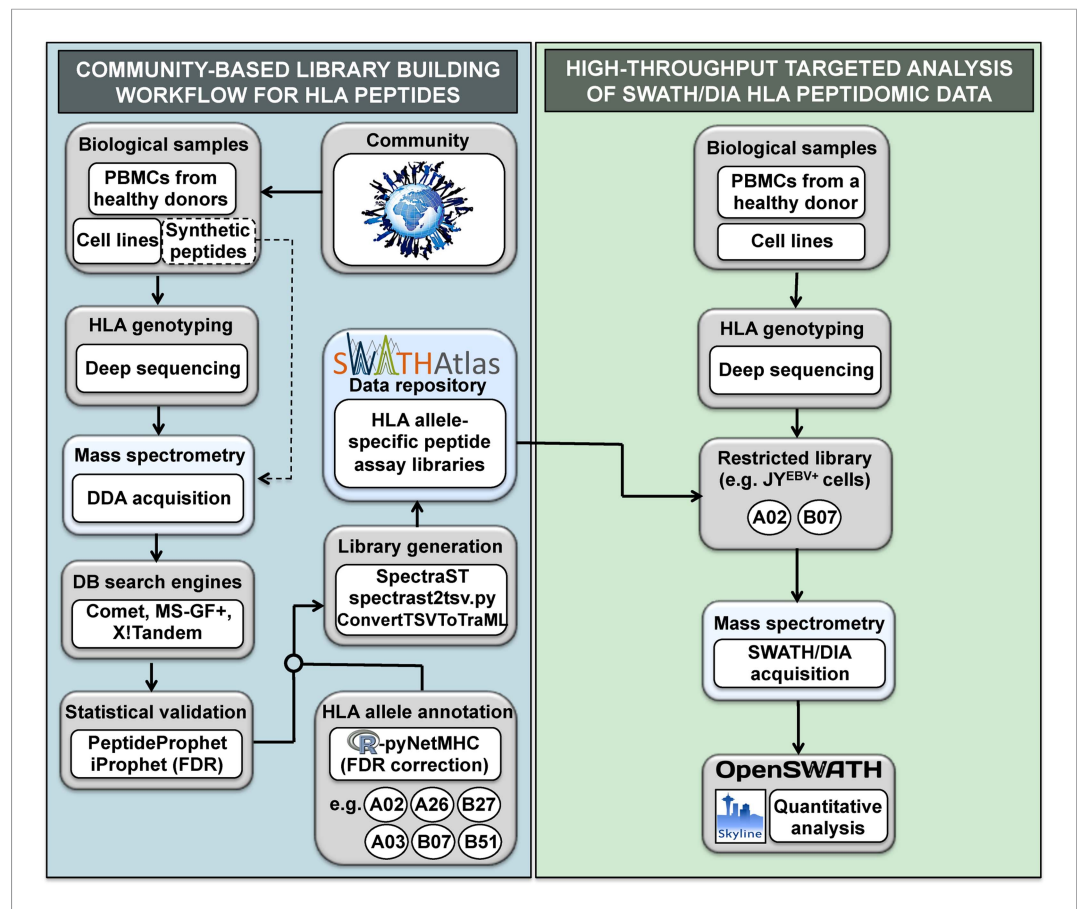 COMMUNITY-BASED LIBRARY BUILDING
WORKFLOW FOR HLA PEPTIDES
Biological samples
PBMCs from
healthy donors
Cell lines
Synthetic
peptides
Community
HLA genotyping
Deep sequencing
Mass spectrometry
DDA acquisition
DB search engines
Comet, MS-GF+,
X!Tandem
Statistical validation
PeptideProphet
iProphet (FDR)
HLA allele annotation
R-pyNetMHC
(FDR correction)
e.g. A02 A26 B27
A03 B07 B51
Library generation
SpectraST
spectrast2tsv.py
ConvertTSVToTraML
SWATHAtlas
Data repository
HLA allele-
specific peptide
assay libraries
HIGH-THROUGHPUT TARGETED ANALYSIS
OF SWATH/DIA HLA PEPTIDOMIC DATA
Biological samples
PBMCs from a
healthy donor
Cell lines
HLA genotyping
Deep sequencing
Restricted library
(e.g. JYEBV+ cells)
A02 B07
Mass spectrometry
SWATH/DIA
acquisition
OpenSWATH
Skyline
Quantitative
analysis